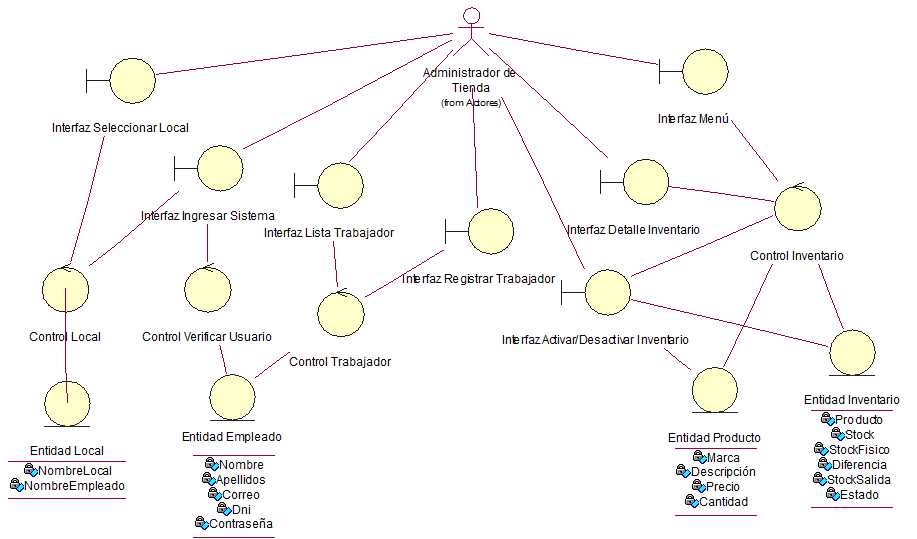 Administrador de
Tienda
(from Actores)
Interfaz Seleccionar Local
Interfaz Menú
Interfaz Ingresar Sistema
Interfaz Lista Trabajador
Interfaz Detalle Inventario
Control Inventario
Interfaz Registrar Trabajador
Control Local
Control Verificar Usuario
Interfaz Activar/Desactivar Inventario
Control Trabajador
Entidad Inventario
Producto
Stock
StockFisico
Diferencia
StockSalida
Estado
Entidad Local
NombreLocal
NombreEmpleado
Entidad Empleado
Nombre
Apellidos
Correo
Dni
Contraseña
Entidad Producto
Marca
Descripción
Precio
Cantidad